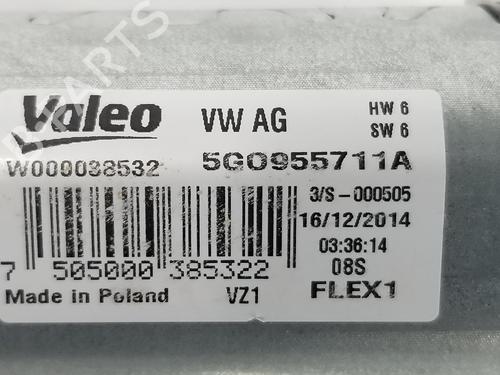 Valeo VW AG HW 6
SW 6
W000038532 5G0955711A
3/S-000505
16/12/2014
03:36:14
7 505000 385322 08S
Made in Poland VZ1 FLEX1